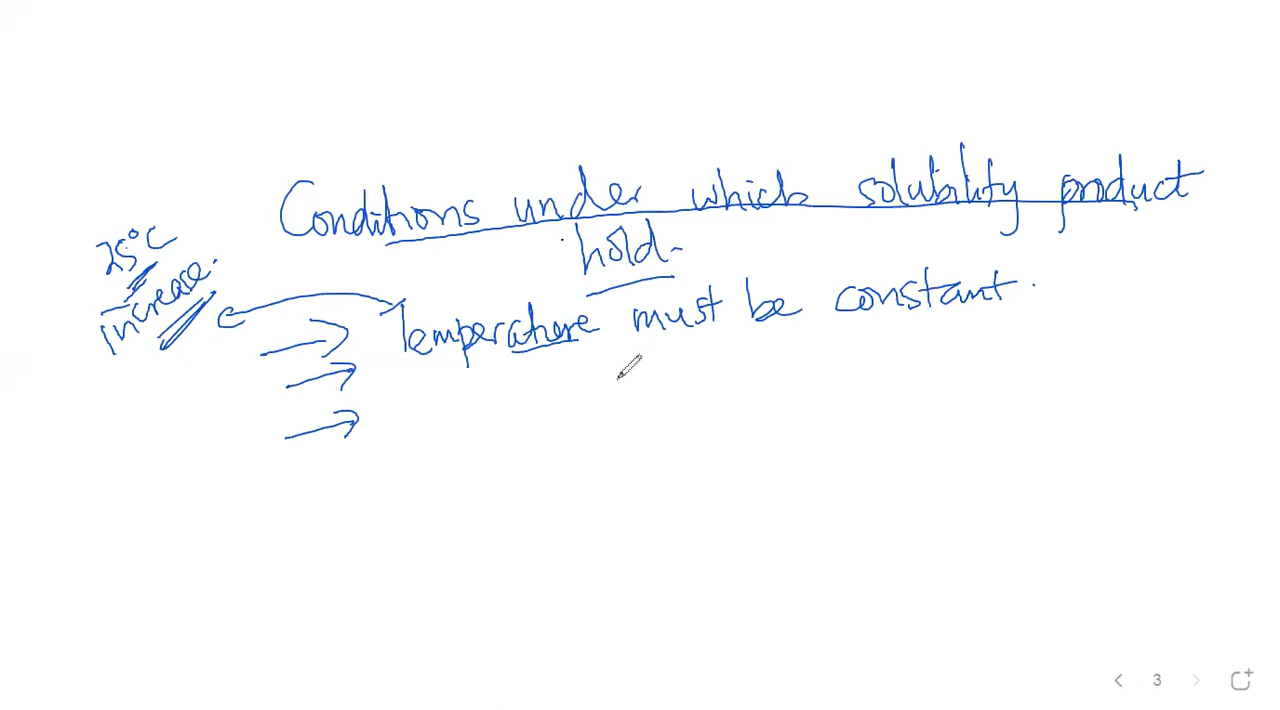 Conditions under which solubility product
hold.
25°C
increase.
Temperature must be constant.
3